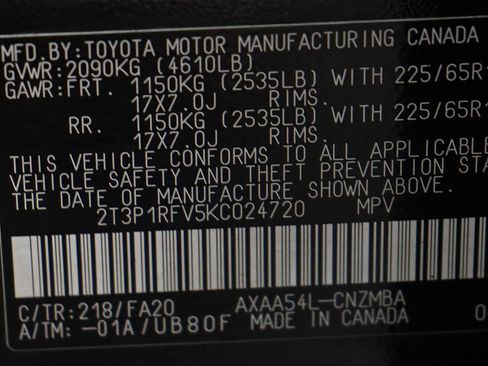 MFD.BY:TOYOTA MOTOR MANUFACTURING CANADA
GVWR:2090KG (4610LB)
GAWR:FRT. 1150KG (2535LB) WITH 225/65R1
17X7.0J RIMS.
RR. 1150KG (2535LB) WITH 225/65R1
17X7.0J RIMS.
THIS VEHICLE CONFORMS TO ALL APPLICABLE
VEHICLE SAFETY AND THEFT PREVENTION STA
THE DATE OF MANUFACTURE SHOWN ABOVE.
2T3P1RFV5KC024720 MPV
C/TR:218/FA20 AXAA54L-CNZMBA
A/TM:-01A/UB80F MADE IN CANADA 0